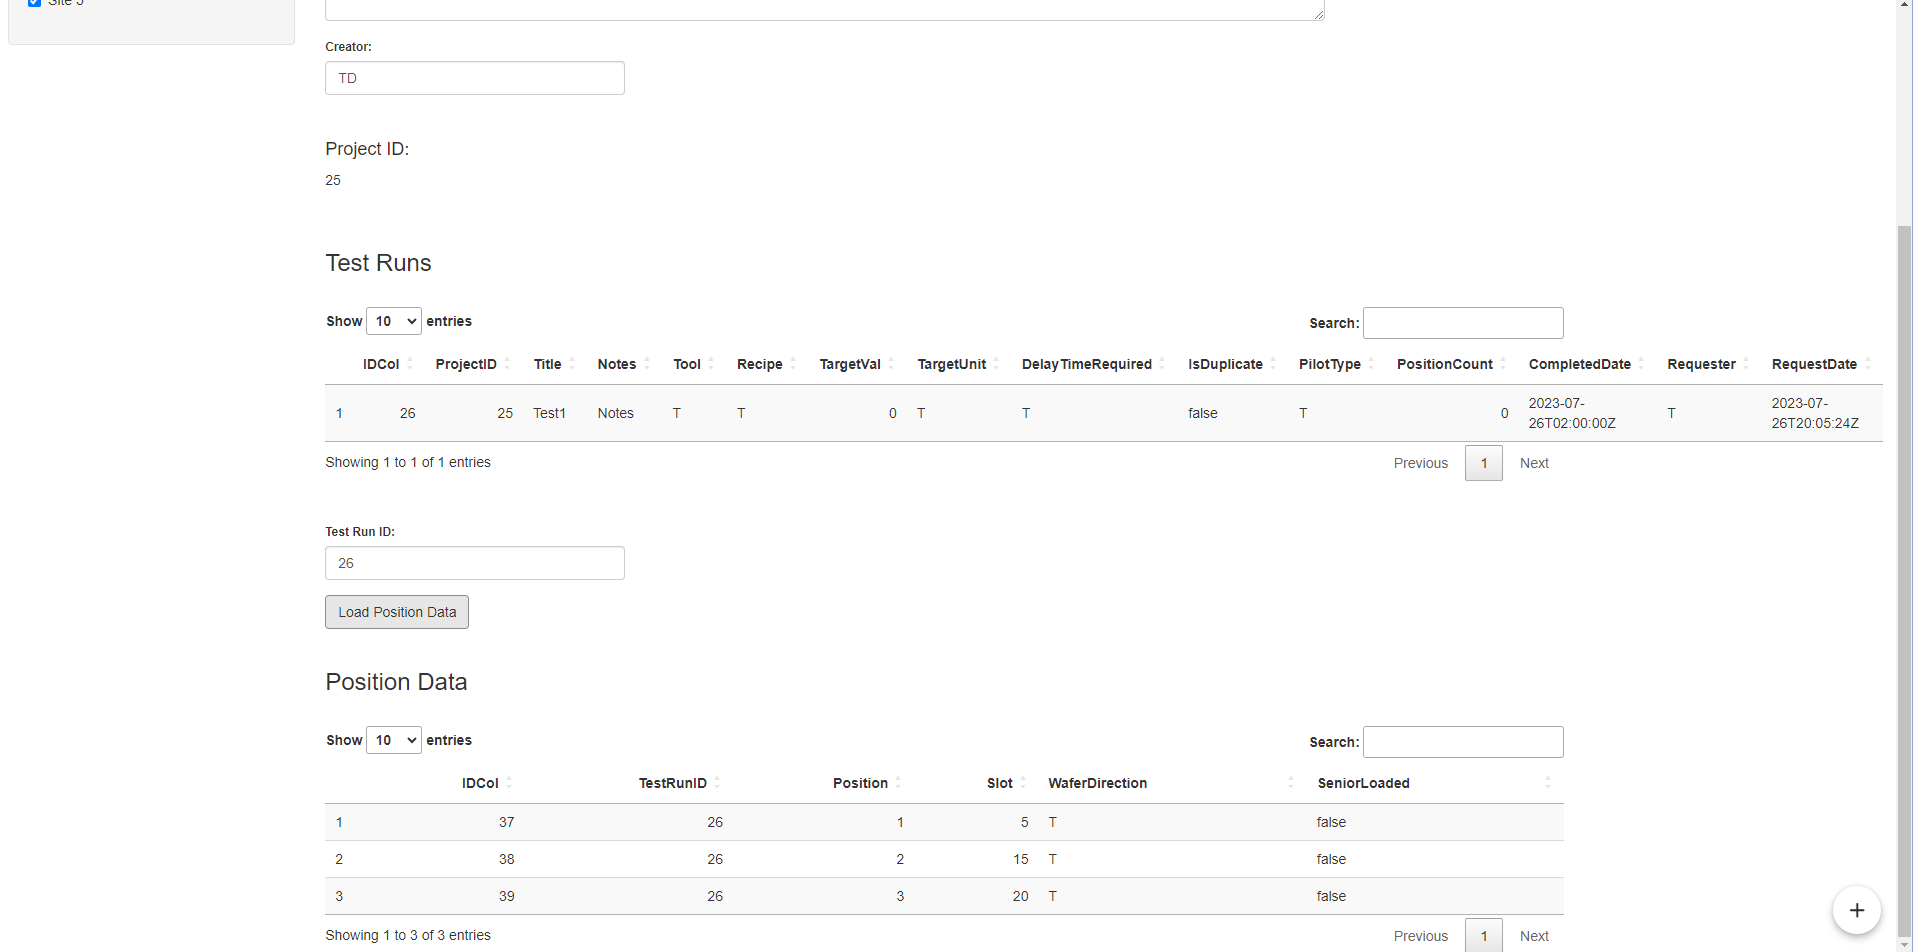 Site 5
Creator:
TD
Project ID:
25
Test Runs
Show 10 entries
Search:
IDCol ProjectID Title Notes Tool Recipe TargetVal TargetUnit DelayTimeRequired IsDuplicate PilotType PositionCount CompletedDate Requester RequestDate
1 26 25 Test1 Notes T T 0 T T false T 0 2023-07-26T02:00:00Z T 2023-07-26T20:05:24Z
Showing 1 to 1 of 1 entries
Previous 1 Next
Test Run ID:
26
Load Position Data
Position Data
Show 10 entries
Search:
IDCol TestRunID Position Slot WaferDirection SeniorLoaded
1 37 26 1 5 T false
2 38 26 2 15 T false
3 39 26 3 20 T false
Showing 1 to 3 of 3 entries
Previous 1 Next